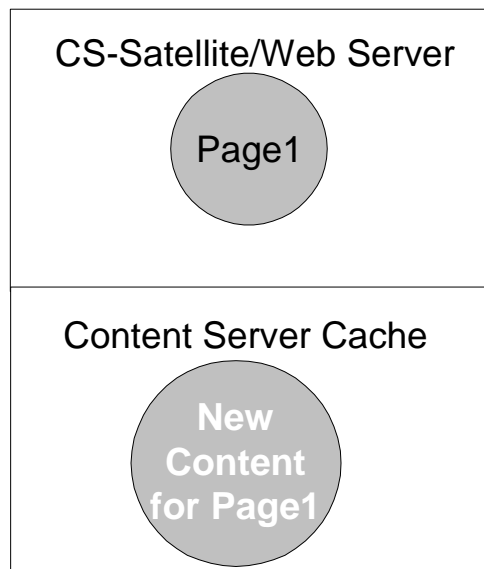 CS-Satellite/Web Server
Page1
Content Server Cache
New
Content
for Page1